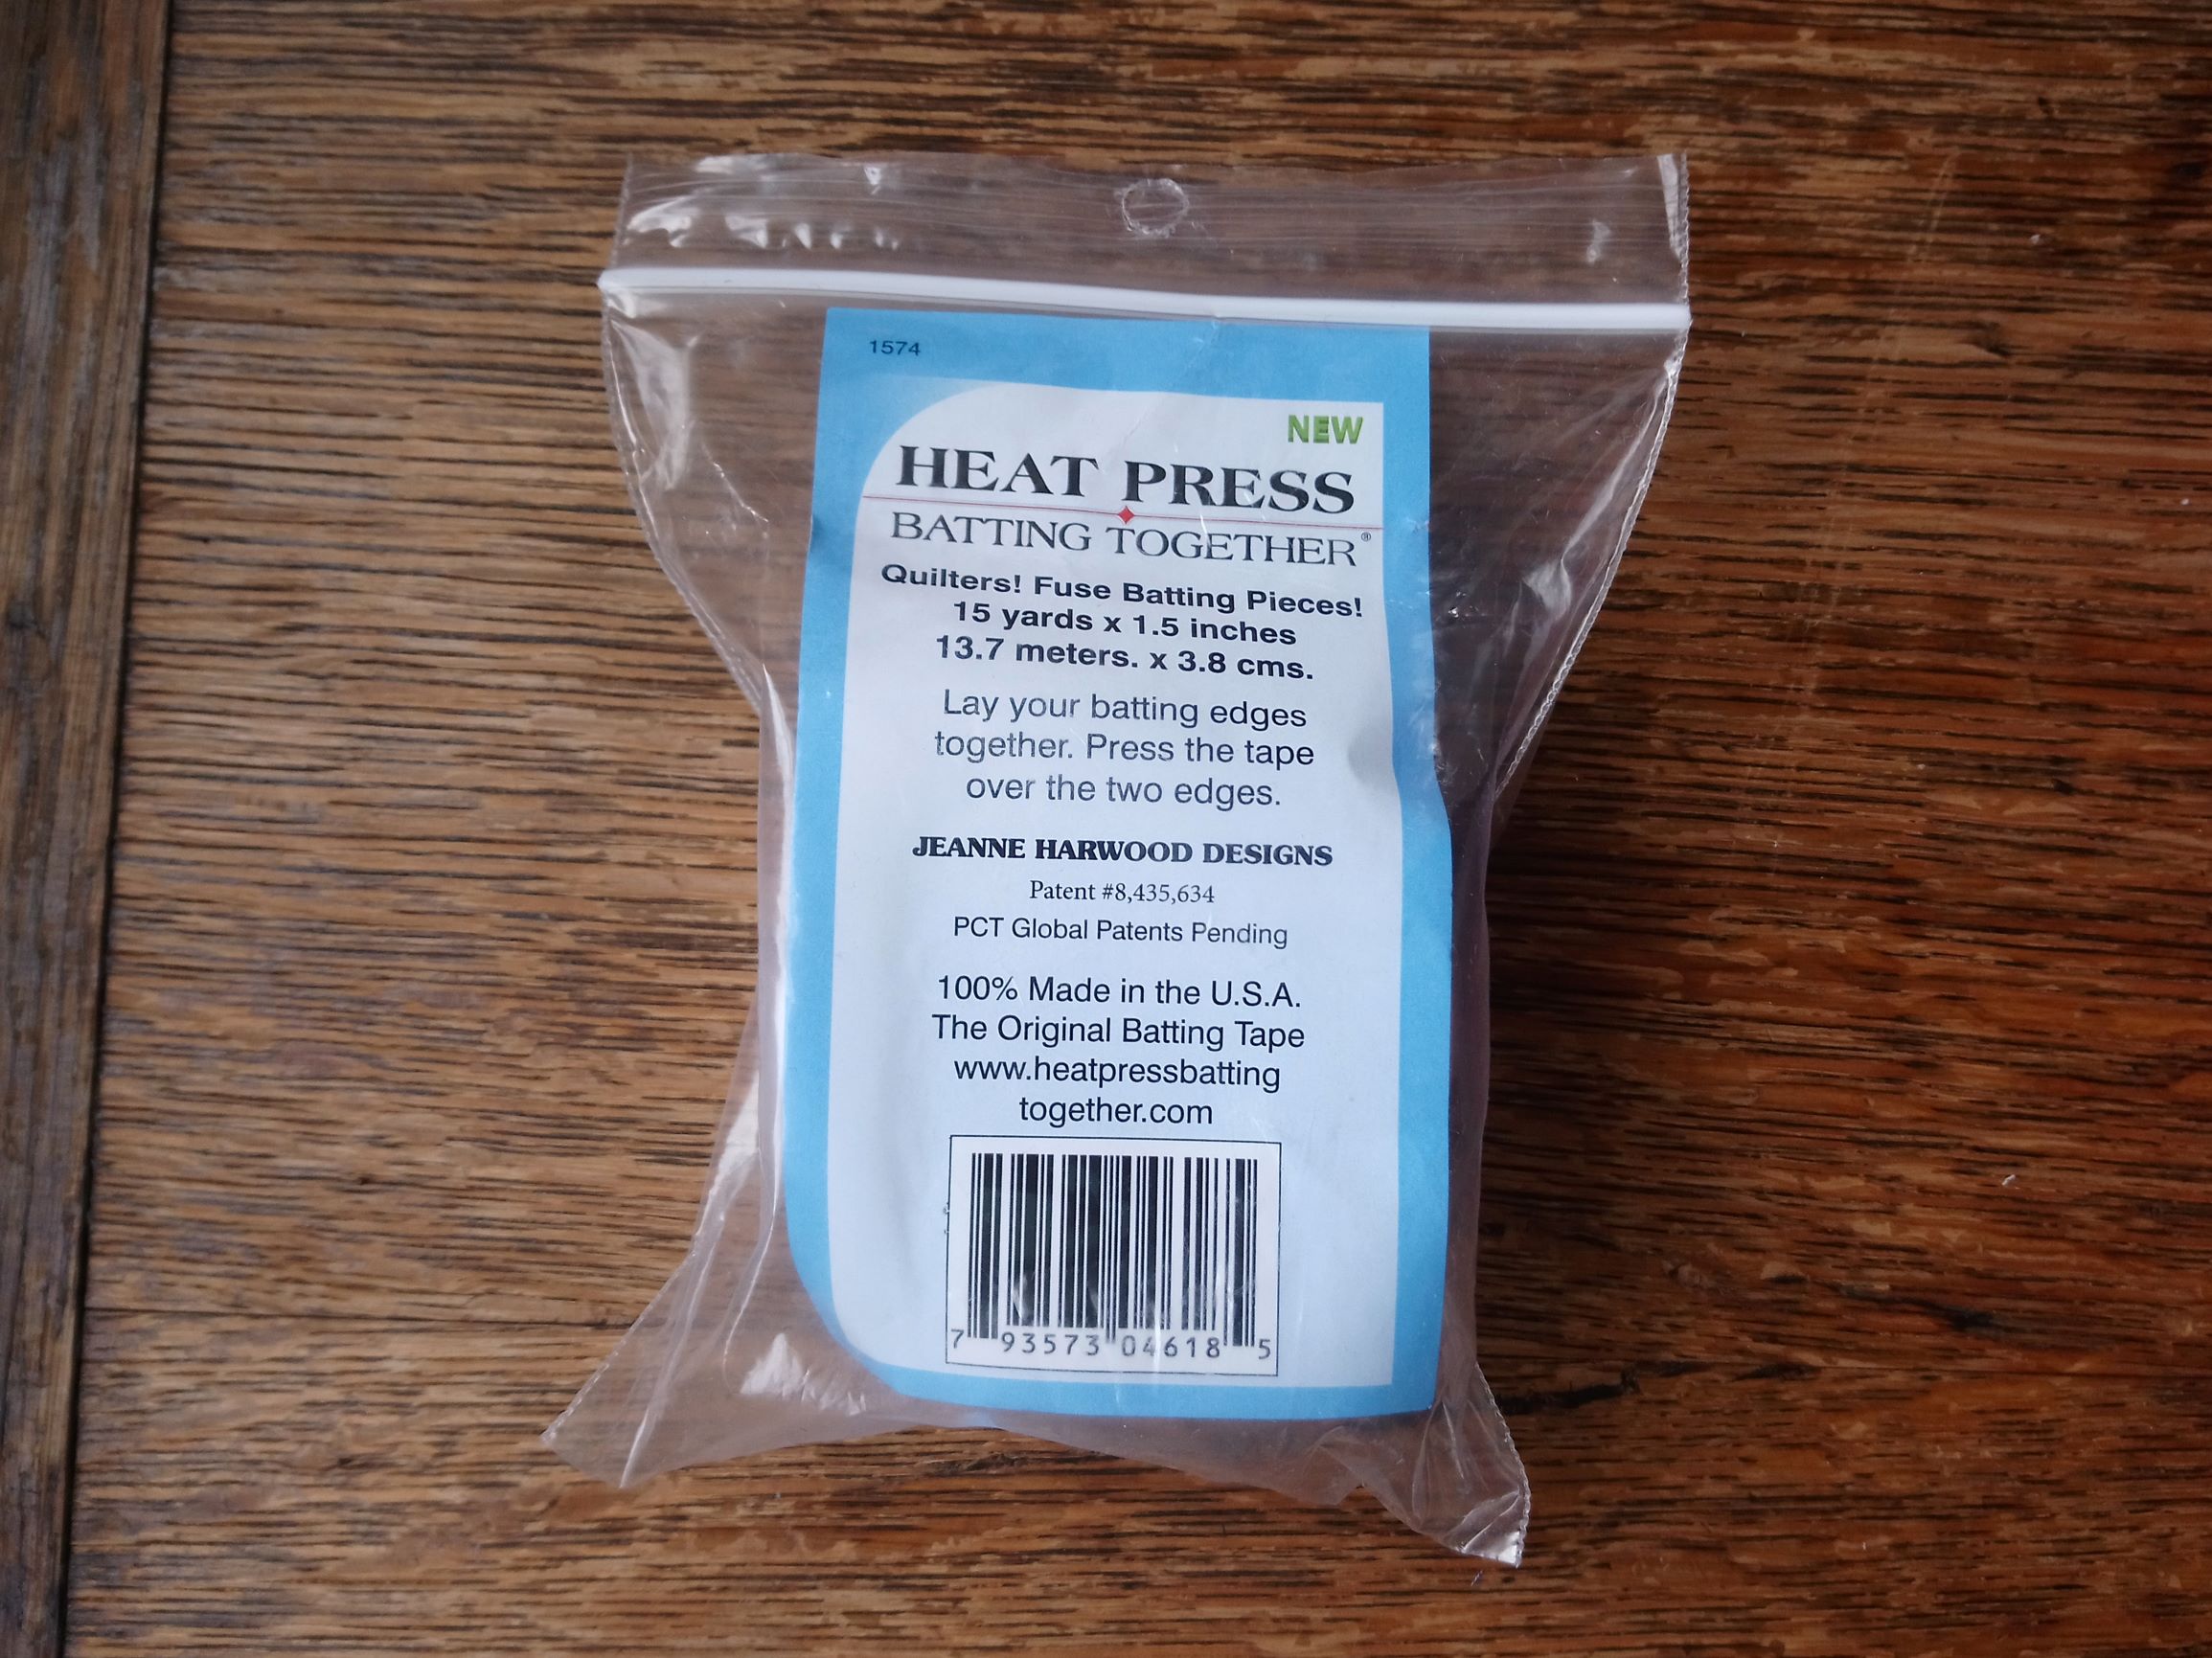 1574
NEW
HEAT PRESS
BATTING TOGETHER®
Quilters! Fuse Batting Pieces!
15 yards x 1.5 inches
13.7 meters. x 3.8 cms.
Lay your batting edges
together. Press the tape
over the two edges.
JEANNE HARWOOD DESIGNS
Patent #8,435,634
PCT Global Patents Pending
100% Made in the U.S.A.
The Original Batting Tape
www.heatpressbatting
together.com
7 93573 04618 5